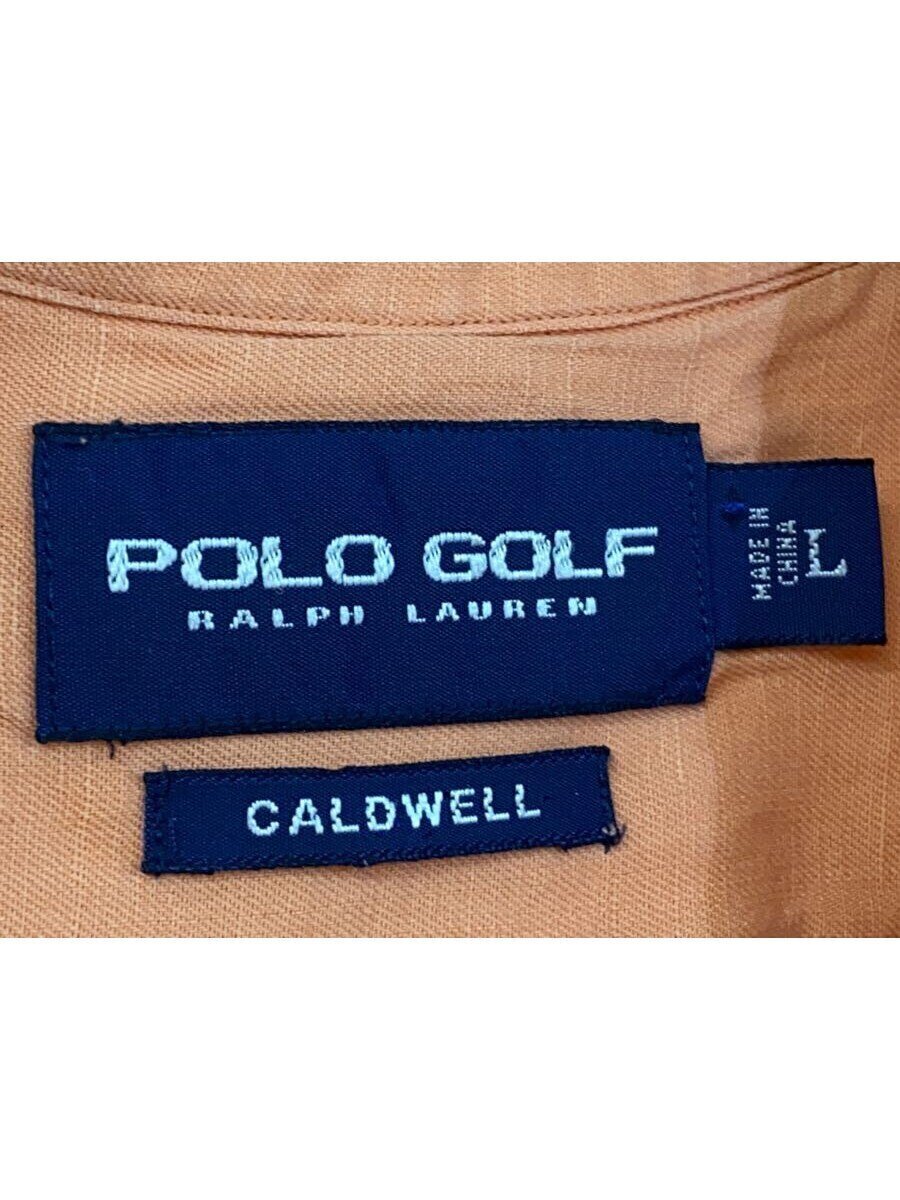 POLO GOLF
RALPH LAUREN
MADE IN
CHINA
L
CALDWELL